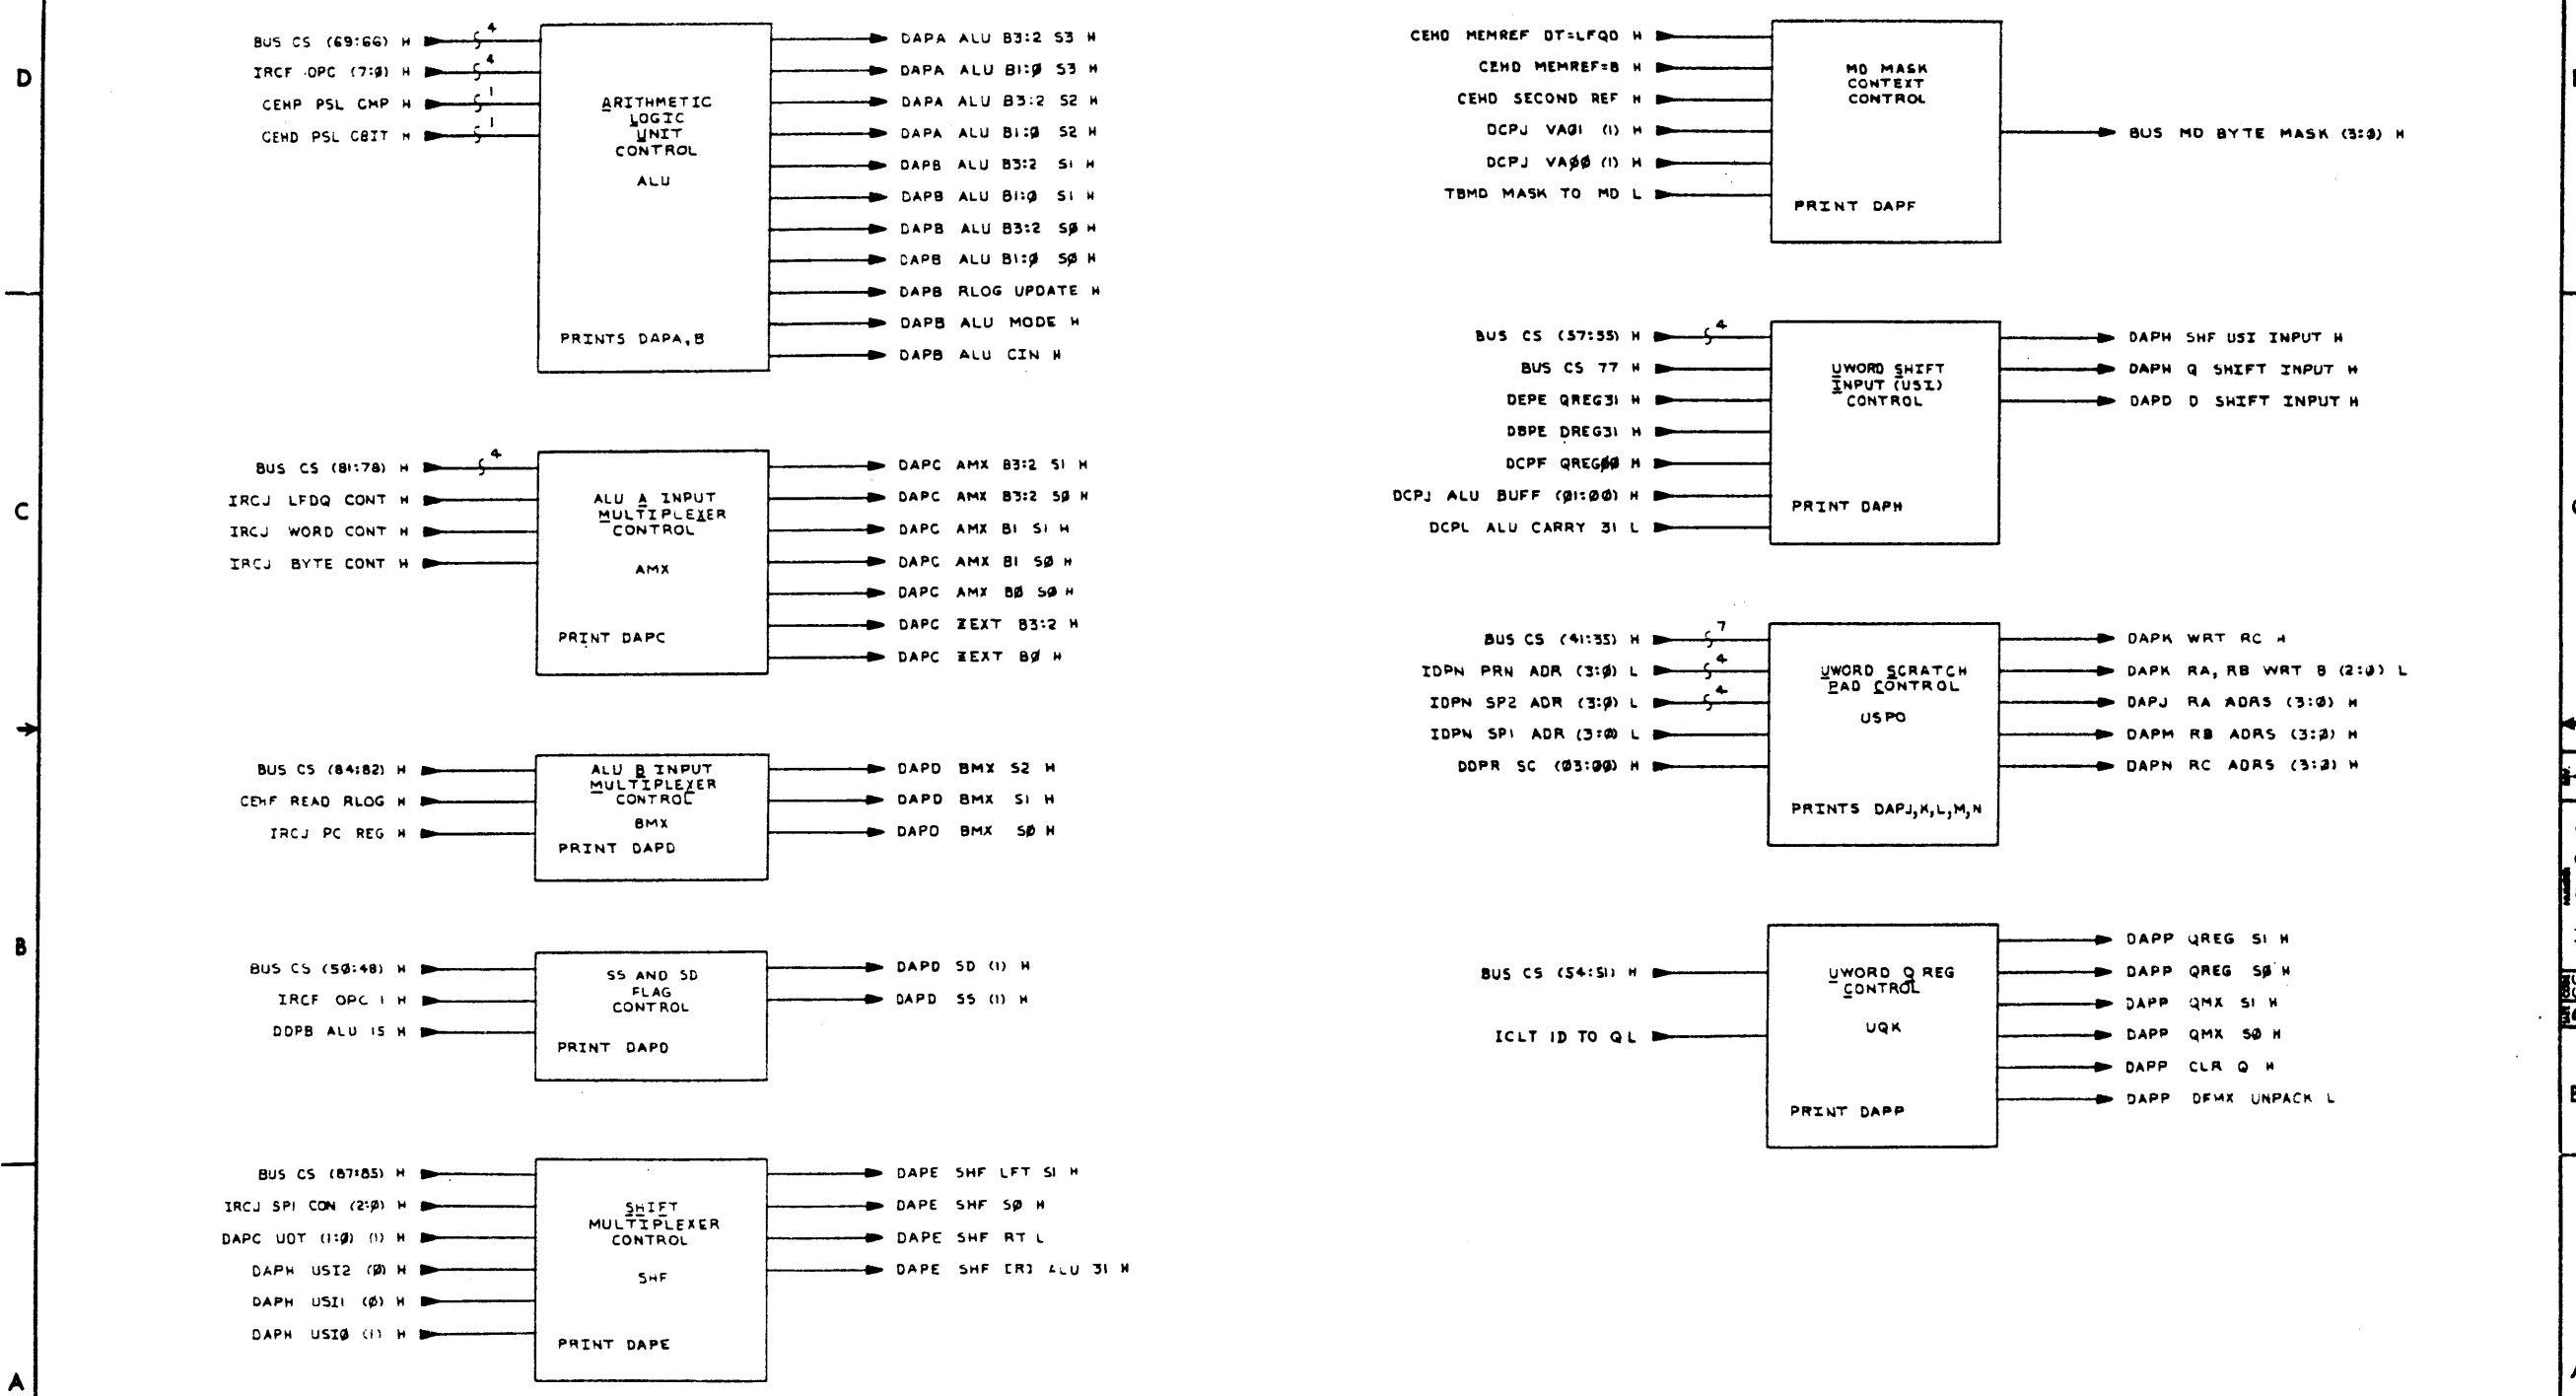 D
BUS CS (69:66) H
4
IRCF OPC (7:0) H
4
CEHP PSL CMP H
1
CEHD PSL CBIT H
1
ARITHMETIC
LOGIC
UNIT
CONTROL
ALU
PRINTS DAPA,B
DAPA ALU B3:2 S3 H
DAPA ALU B1:0 S3 H
DAPA ALU B3:2 S2 H
DAPA ALU B1:0 S2 H
DAPB ALU B3:2 S1 H
DAPB ALU B1:0 S1 H
DAPB ALU B3:2 S0 H
DAPB ALU B1:0 S0 H
DAPB RLOG UPDATE H
DAPB ALU MODE H
DAPB ALU CIN H
C
BUS CS (81:78) H
4
IRCJ LFDQ CONT H
IRCJ WORD CONT H
IRCJ BYTE CONT H
ALU A INPUT
MULTIPLEXER
CONTROL
AMX
PRINT DAPC
DAPC AMX B3:2 S1 H
DAPC AMX B3:2 S0 H
DAPC AMX B1 S1 H
DAPC AMX B1 S0 H
DAPC AMX B0 S0 H
DAPC ZEXT B3:2 H
DAPC ZEXT B0 H
BUS CS (84:82) H
CEHF READ RLOG H
IRCJ PC REG H
ALU B INPUT
MULTIPLEXER
CONTROL
BMX
PRINT DAPD
DAPD BMX S2 H
DAPD BMX S1 H
DAPD BMX S0 H
B
BUS CS (50:48) H
IRCF OPC 1 H
DDPB ALU 15 H
SS AND SD
FLAG
CONTROL
PRINT DAPD
DAPD SD (1) H
DAPD SS (1) H
BUS CS (87:85) H
IRCJ SP1 CON (2:0) H
DAPC UDT (1:0) (1) H
DAPH USI2 (0) H
DAPH USI1 (0) H
DAPH USI0 (1) H
SHIFT
MULTIPLEXER
CONTROL
SHF
PRINT DAPE
DAPE SHF LFT S1 H
DAPE SHF S0 H
DAPE SHF RT L
DAPE SHF [R] ALU 31 H
A
CEHD MEMREF DT=LFQD H
CEHD MEMREF=B H
CEHD SECOND REF H
DCPJ VA01 (1) H
DCPJ VA00 (1) H
TBMD MASK TO MD L
MD MASK
CONTEXT
CONTROL
PRINT DAPF
BUS MD BYTE MASK (3:0) H
BUS CS (57:55) H
4
BUS CS 77 H
DEPE QREG31 H
DBPE DREG31 H
DCPF QREG00 H
DCPJ ALU BUFF (01:00) H
DCPL ALU CARRY 31 L
UWORD SHIFT
INPUT (USI)
CONTROL
PRINT DAPH
DAPH SHF USI INPUT H
DAPH Q SHIFT INPUT H
DAPD D SHIFT INPUT H
BUS CS (41:35) H
7
IDPN PRN ADR (3:0) L
4
IDPN SP2 ADR (3:0) L
4
IDPN SP1 ADR (3:0) L
DDPR SC (03:00) H
UWORD SCRATCH
PAD CONTROL
USPO
PRINTS DAPJ,K,L,M,N
DAPK WRT RC H
DAPK RA, RB WRT B (2:0) L
DAPJ RA ADRS (3:0) H
DAPM RB ADRS (3:0) H
DAPN RC ADRS (3:0) H
BUS CS (54:51) H
ICLT ID TO Q L
UWORD Q REG
CONTROL
UQK
PRINT DAPP
DAPP QREG S1 H
DAPP QREG S0 H
DAPP QMX S1 H
DAPP QMX S0 H
DAPP CLR Q H
DAPP DFMX UNPACK L